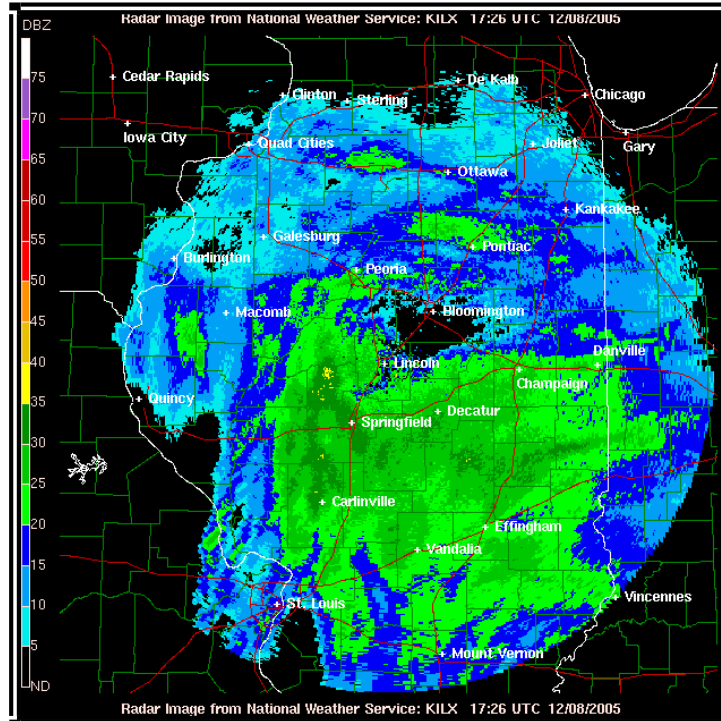 Radar Image from National Weather Service: KILX 17:26 UTC 12/08/2005
DBZ
75
70
65
60
55
50
45
40
35
30
25
20
15
10
5
ND
Cedar Rapids
Clinton
Sterling
De Kalb
Chicago
Iowa City
Quad Cities
Joliet
Gary
Ottawa
Kankakee
Galesburg
Pontiac
Burlington
Peoria
Macomb
Bloomington
Lincoln
Danville
Champaign
Quincy
Springfield
Decatur
Carlinville
Effingham
Vandalia
St. Louis
Vincennes
Mount Vernon
Radar Image from National Weather Service: KILX 17:26 UTC 12/08/2005